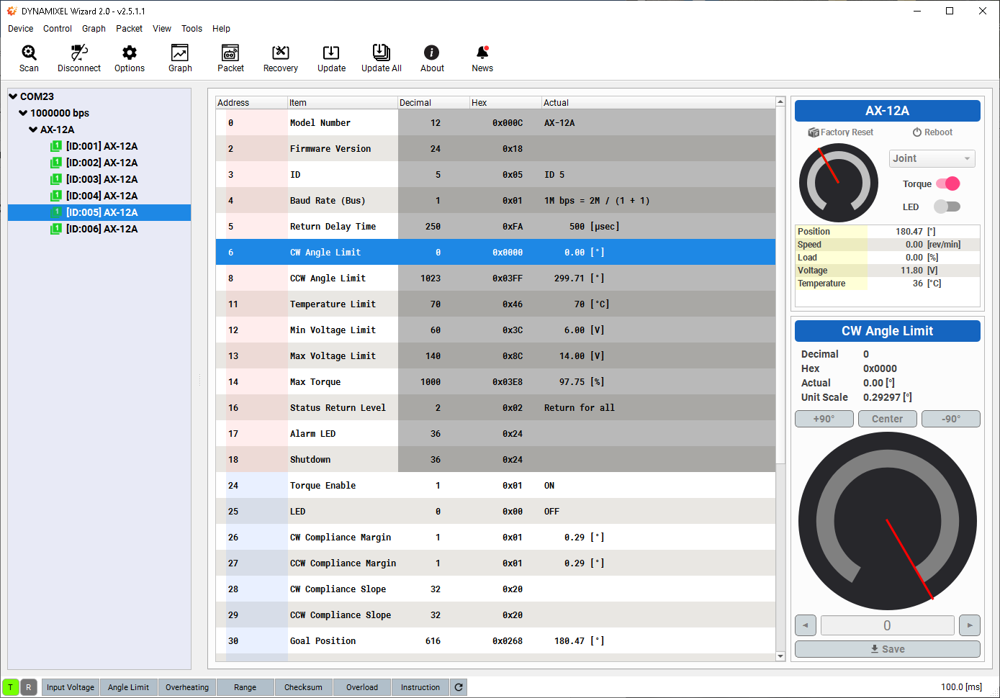 DYNAMIXEL Wizard 2.0 - v2.5.1.1
Device Control Graph Packet View Tools Help
Scan Disconnect Options Graph Packet Recovery Update Update All About News
COM23
1000000 bps
AX-12A
1 [ID:001] AX-12A
1 [ID:002] AX-12A
1 [ID:003] AX-12A
1 [ID:004] AX-12A
1 [ID:005] AX-12A
1 [ID:006] AX-12A
Address Item Decimal Hex Actual
0 Model Number 12 0x000C AX-12A
2 Firmware Version 24 0x18
3 ID 5 0x05 ID 5
4 Baud Rate (Bus) 1 0x01 1M bps = 2M / (1 + 1)
5 Return Delay Time 250 0xFA 500 [µsec]
6 CW Angle Limit 0 0x0000 0.00 [°]
8 CCW Angle Limit 1023 0x03FF 299.71 [°]
11 Temperature Limit 70 0x46 70 [°C]
12 Min Voltage Limit 60 0x3C 6.00 [V]
13 Max Voltage Limit 140 0x8C 14.00 [V]
14 Max Torque 1000 0x03E8 97.75 [%]
16 Status Return Level 2 0x02 Return for all
17 Alarm LED 36 0x24
18 Shutdown 36 0x24
24 Torque Enable 1 0x01 ON
25 LED 0 0x00 OFF
26 CW Compliance Margin 1 0x01 0.29 [°]
27 CCW Compliance Margin 1 0x01 0.29 [°]
28 CW Compliance Slope 32 0x20
29 CCW Compliance Slope 32 0x20
30 Goal Position 616 0x0268 180.47 [°]
AX-12A
Factory Reset Reboot
Joint
Torque
LED
Position 180.47 [°]
Speed 0.00 [rev/min]
Load 0.00 [%]
Voltage 11.80 [V]
Temperature 36 [°C]
CW Angle Limit
Decimal 0
Hex 0x0000
Actual 0.00 [°]
Unit Scale 0.29297 [°]
+90° Center -90°
0
Save
T R Input Voltage Angle Limit Overheating Range Checksum Overload Instruction 100.0 [ms]